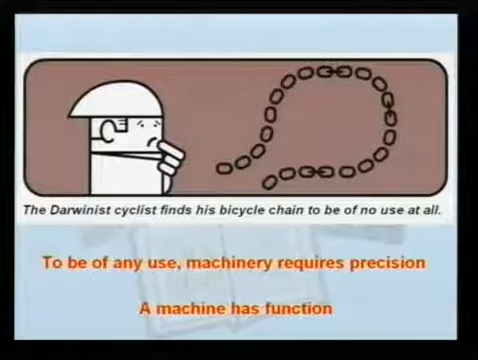 The Darwinist cyclist finds his bicycle chain to be of no use at all.
To be of any use, machinery requires precision
A machine has function